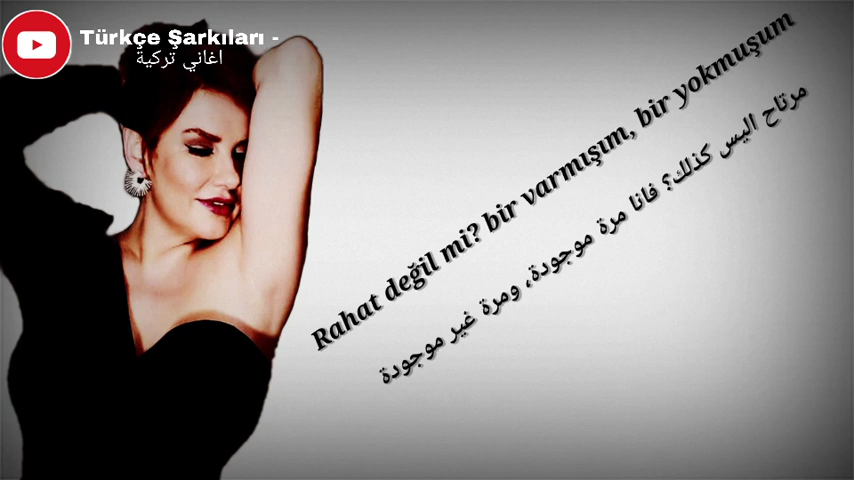 Türkçe Şarkıları -
اغاني تركية
Rahat değil mi? bir varmışım, bir yokmuşum
مرتاح اليس كذلك؟ فانا مرة موجودة، ومرة غير موجودة